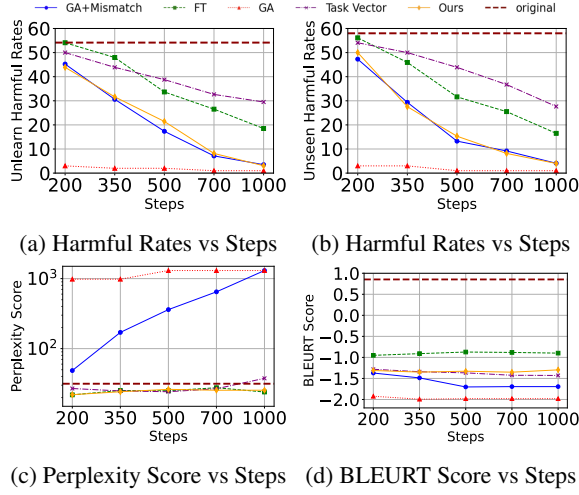 GA+Mismatch FT GA Task Vector Ours original
60
50
40
30
20
10
0
Unlearn Harmful Rates
200 350 500 700 1000
Steps
(a) Harmful Rates vs Steps
60
50
40
30
20
10
0
Unseen Harmful Rates
200 350 500 700 1000
Steps
(b) Harmful Rates vs Steps
10³
10²
Perplexity Score
200 350 500 700 1000
Steps
(c) Perplexity Score vs Steps
1.0
0.5
0.0
−0.5
−1.0
−1.5
−2.0
BLEURT Score
200 350 500 700 1000
Steps
(d) BLEURT Score vs Steps